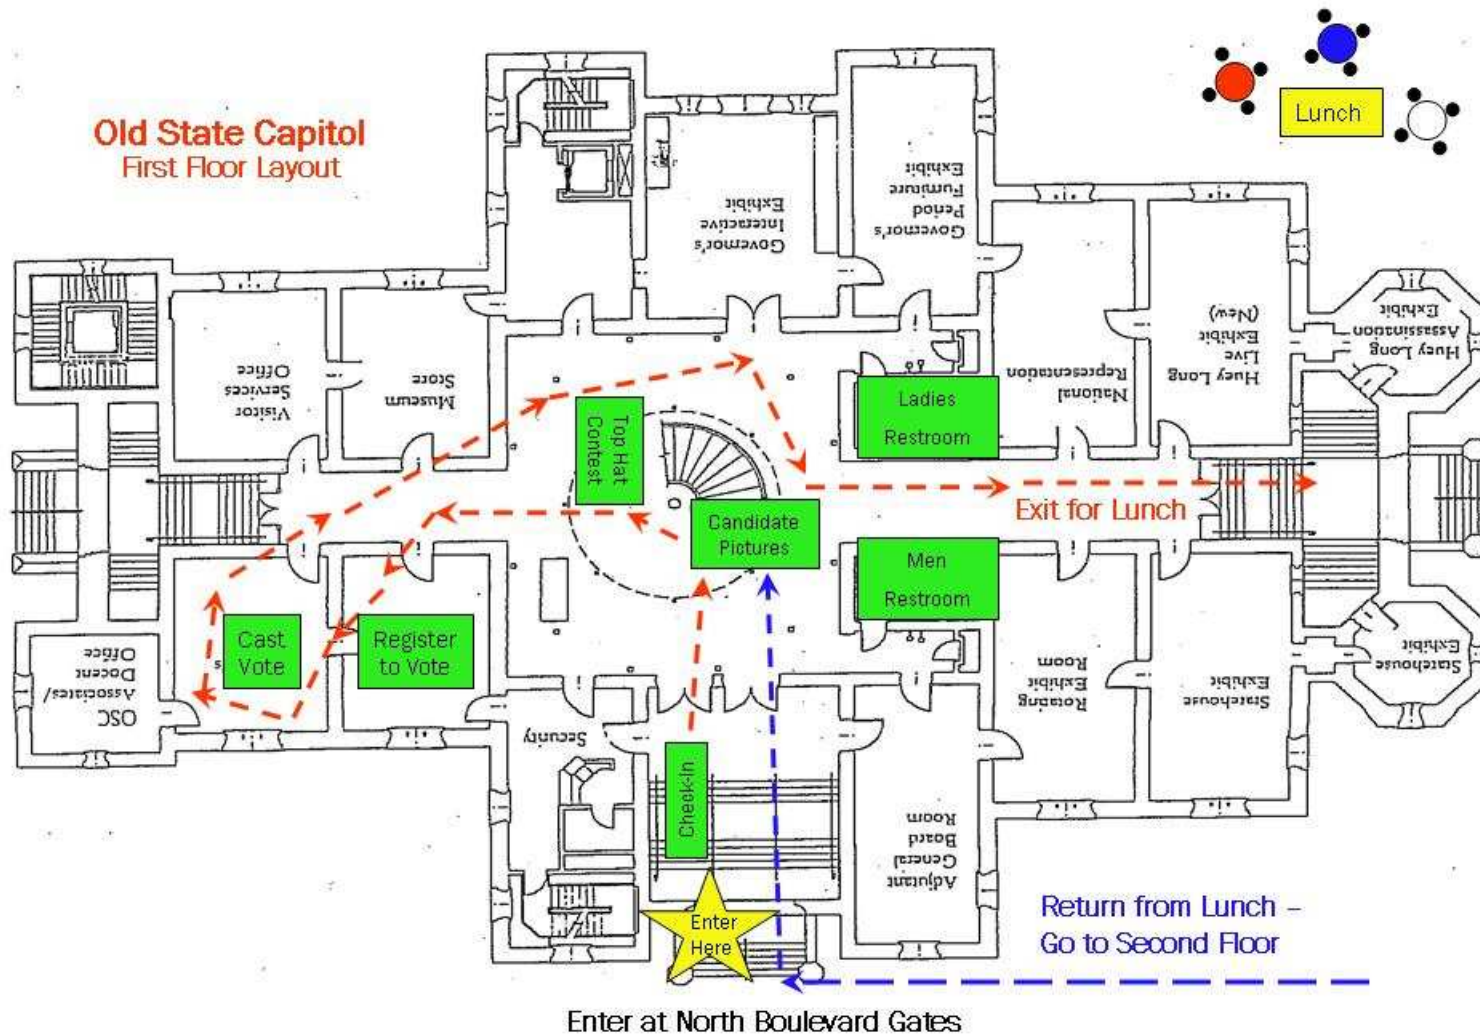 Old State Capitol
First Floor Layout
Lunch
Governor's
Interactive
Exhibit
Governor's
Period
Furniture
Exhibit
Visitor
Services
Office
Museum
Store
National
Representation
Huey Long
Live
Exhibit
(New)
Huey Long
Assassination
Exhibit
Top Hat
Contest
Ladies
Restroom
Candidate
Pictures
Exit for Lunch
Men
Restroom
Cast
Vote
Register
to Vote
OSC
Associates/
Docent
Office
Security
Check-In
Rotating
Exhibit
Room
Statehouse
Exhibit
Statehouse
Exhibit
Adjutant
General
Board
Room
Enter
Here
Return from Lunch –
Go to Second Floor
Enter at North Boulevard Gates